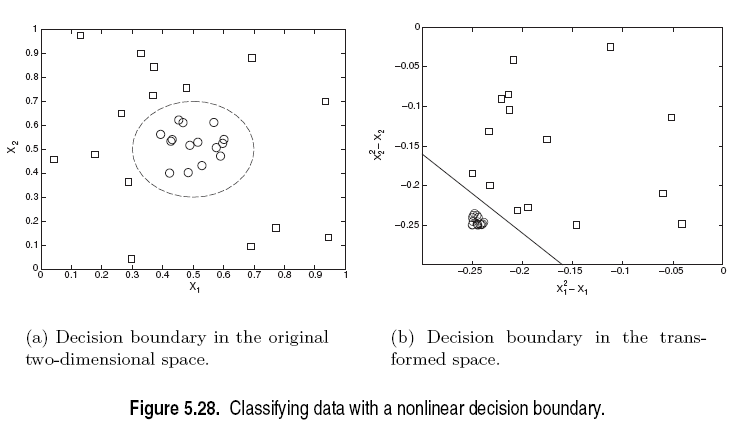 1
0.9
0.8
0.7
0.6
0.5
0.4
0.3
0.2
0.1
0
X2
0 0.1 0.2 0.3 0.4 0.5 0.6 0.7 0.8 0.9 1
X1
(a) Decision boundary in the original
two-dimensional space.
0
−0.05
−0.1
−0.15
−0.2
−0.25
X2^2 − X2
−0.25 −0.2 −0.15 −0.1 −0.05 0
X1^2 − X1
(b) Decision boundary in the trans-
formed space.
Figure 5.28. Classifying data with a nonlinear decision boundary.